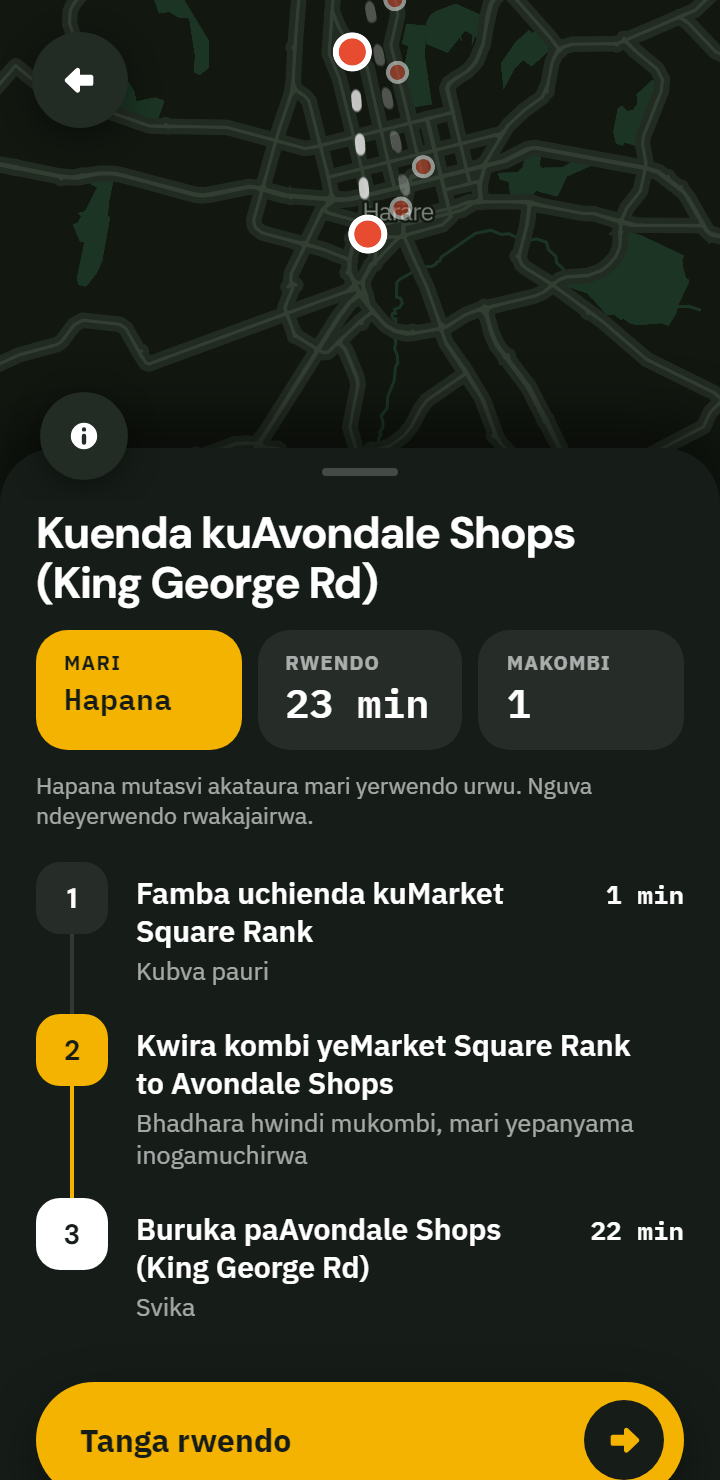 Harare
Kuenda kuAvondale Shops
(King George Rd)
MARI
Hapana
RWENDO
23 min
MAKOMBI
1
Hapana mutasvi akataura mari yerwendo urwu. Nguva
ndeyerwendo rwakajairwa.
1
Famba uchienda kuMarket
Square Rank
1 min
Kubva pauri
2
Kwira kombi yeMarket Square Rank
to Avondale Shops
Bhadhara hwindi mukombi, mari yepanyama
inogamuchirwa
3
Buruka paAvondale Shops
(King George Rd)
22 min
Svika
Tanga rwendo